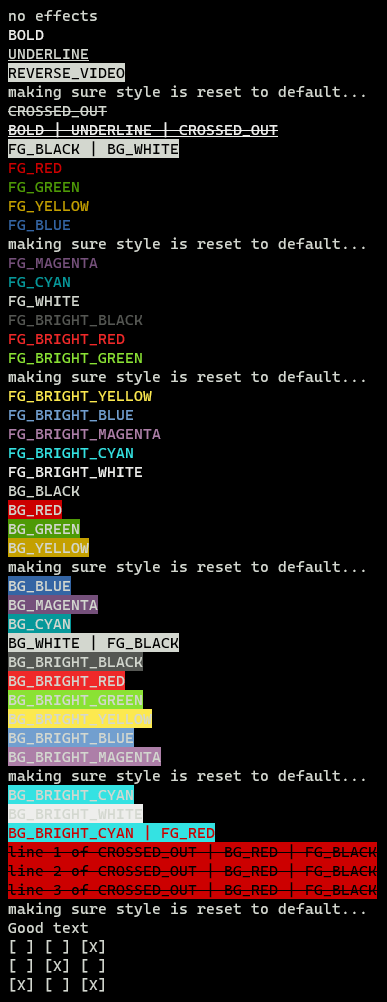 no effects
BOLD
UNDERLINE
REVERSE_VIDEO
making sure style is reset to default...
CROSSED_OUT
BOLD | UNDERLINE | CROSSED_OUT
FG_BLACK | BG_WHITE
FG_RED
FG_GREEN
FG_YELLOW
FG_BLUE
making sure style is reset to default...
FG_MAGENTA
FG_CYAN
FG_WHITE
FG_BRIGHT_BLACK
FG_BRIGHT_RED
FG_BRIGHT_GREEN
making sure style is reset to default...
FG_BRIGHT_YELLOW
FG_BRIGHT_BLUE
FG_BRIGHT_MAGENTA
FG_BRIGHT_CYAN
FG_BRIGHT_WHITE
BG_BLACK
BG_RED
BG_GREEN
BG_YELLOW
making sure style is reset to default...
BG_BLUE
BG_MAGENTA
BG_CYAN
BG_WHITE | FG_BLACK
BG_BRIGHT_BLACK
BG_BRIGHT_RED
BG_BRIGHT_GREEN
BG_BRIGHT_YELLOW
BG_BRIGHT_BLUE
BG_BRIGHT_MAGENTA
making sure style is reset to default...
BG_BRIGHT_CYAN
BG_BRIGHT_WHITE
BG_BRIGHT_CYAN | FG_RED
line 1 of CROSSED_OUT | BG_RED | FG_BLACK
line 2 of CROSSED_OUT | BG_RED | FG_BLACK
line 3 of CROSSED_OUT | BG_RED | FG_BLACK
making sure style is reset to default...
Good text
[ ] [ ] [X]
[ ] [X] [ ]
[X] [ ] [X]